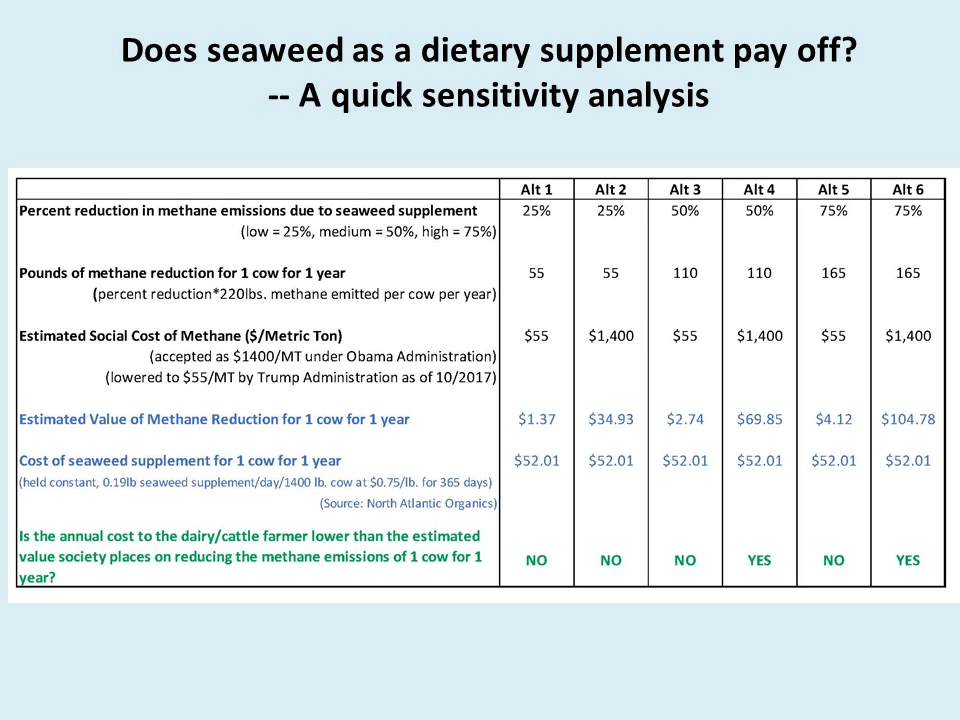 Does seaweed as a dietary supplement pay off?
-- A quick sensitivity analysis
Alt 1 Alt 2 Alt 3 Alt 4 Alt 5 Alt 6
Percent reduction in methane emissions due to seaweed supplement 25% 25% 50% 50% 75% 75%
(low = 25%, medium = 50%, high = 75%)
Pounds of methane reduction for 1 cow for 1 year 55 55 110 110 165 165
(percent reduction*220lbs. methane emitted per cow per year)
Estimated Social Cost of Methane ($/Metric Ton) $55 $1,400 $55 $1,400 $55 $1,400
(accepted as $1400/MT under Obama Administration)
(lowered to $55/MT by Trump Administration as of 10/2017)
Estimated Value of Methane Reduction for 1 cow for 1 year $1.37 $34.93 $2.74 $69.85 $4.12 $104.78
Cost of seaweed supplement for 1 cow for 1 year $52.01 $52.01 $52.01 $52.01 $52.01 $52.01
(held constant, 0.19lb seaweed supplement/day/1400 lb. cow at $0.75/lb. for 365 days)
(Source: North Atlantic Organics)
Is the annual cost to the dairy/cattle farmer lower than the estimated
value society places on reducing the methane emissions of 1 cow for 1
year? NO NO NO YES NO YES